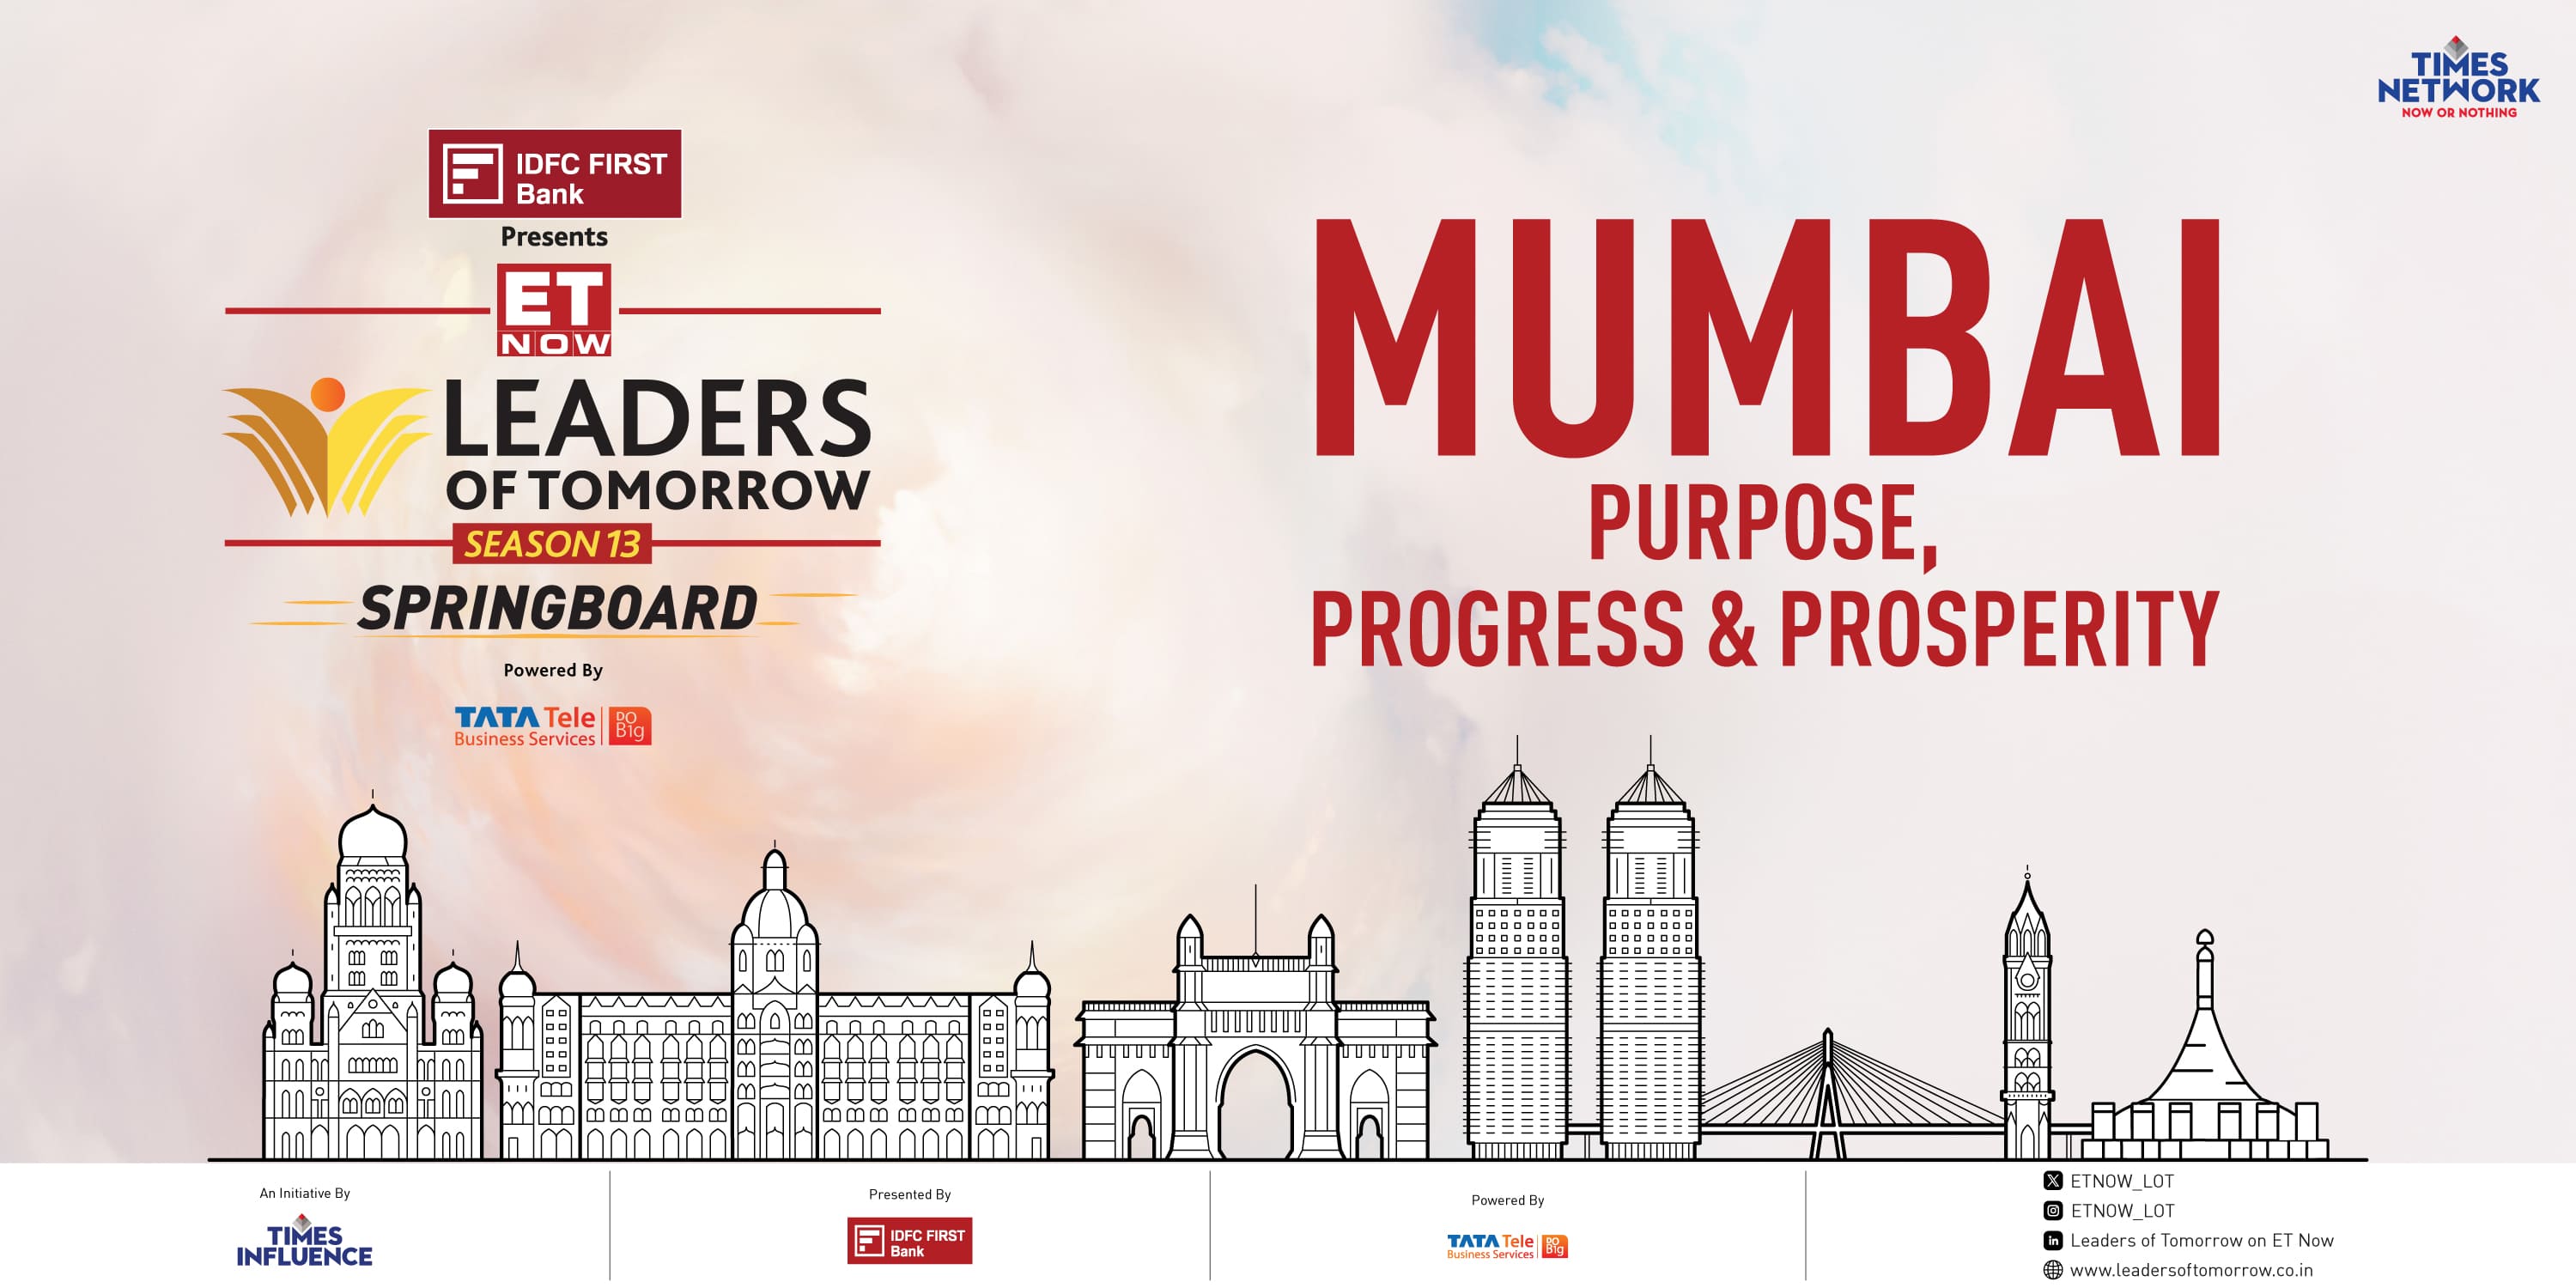 TIMES
NETWORK
NOW OR NOTHING
IDFC FIRST
Bank
Presents
ET
NOW
LEADERS
OF TOMORROW
SEASON 13
SPRINGBOARD
Powered By
TATA Tele
Business Services
DO
B1g
MUMBAI
PURPOSE,
PROGRESS & PROSPERITY
An Initiative By
TIMES
INFLUENCE
Presented By
IDFC FIRST
Bank
Powered By
TATA Tele
Business Services
DO
B1g
ETNOW_LOT
ETNOW_LOT
Leaders of Tomorrow on ET Now
www.leadersoftomorrow.co.in